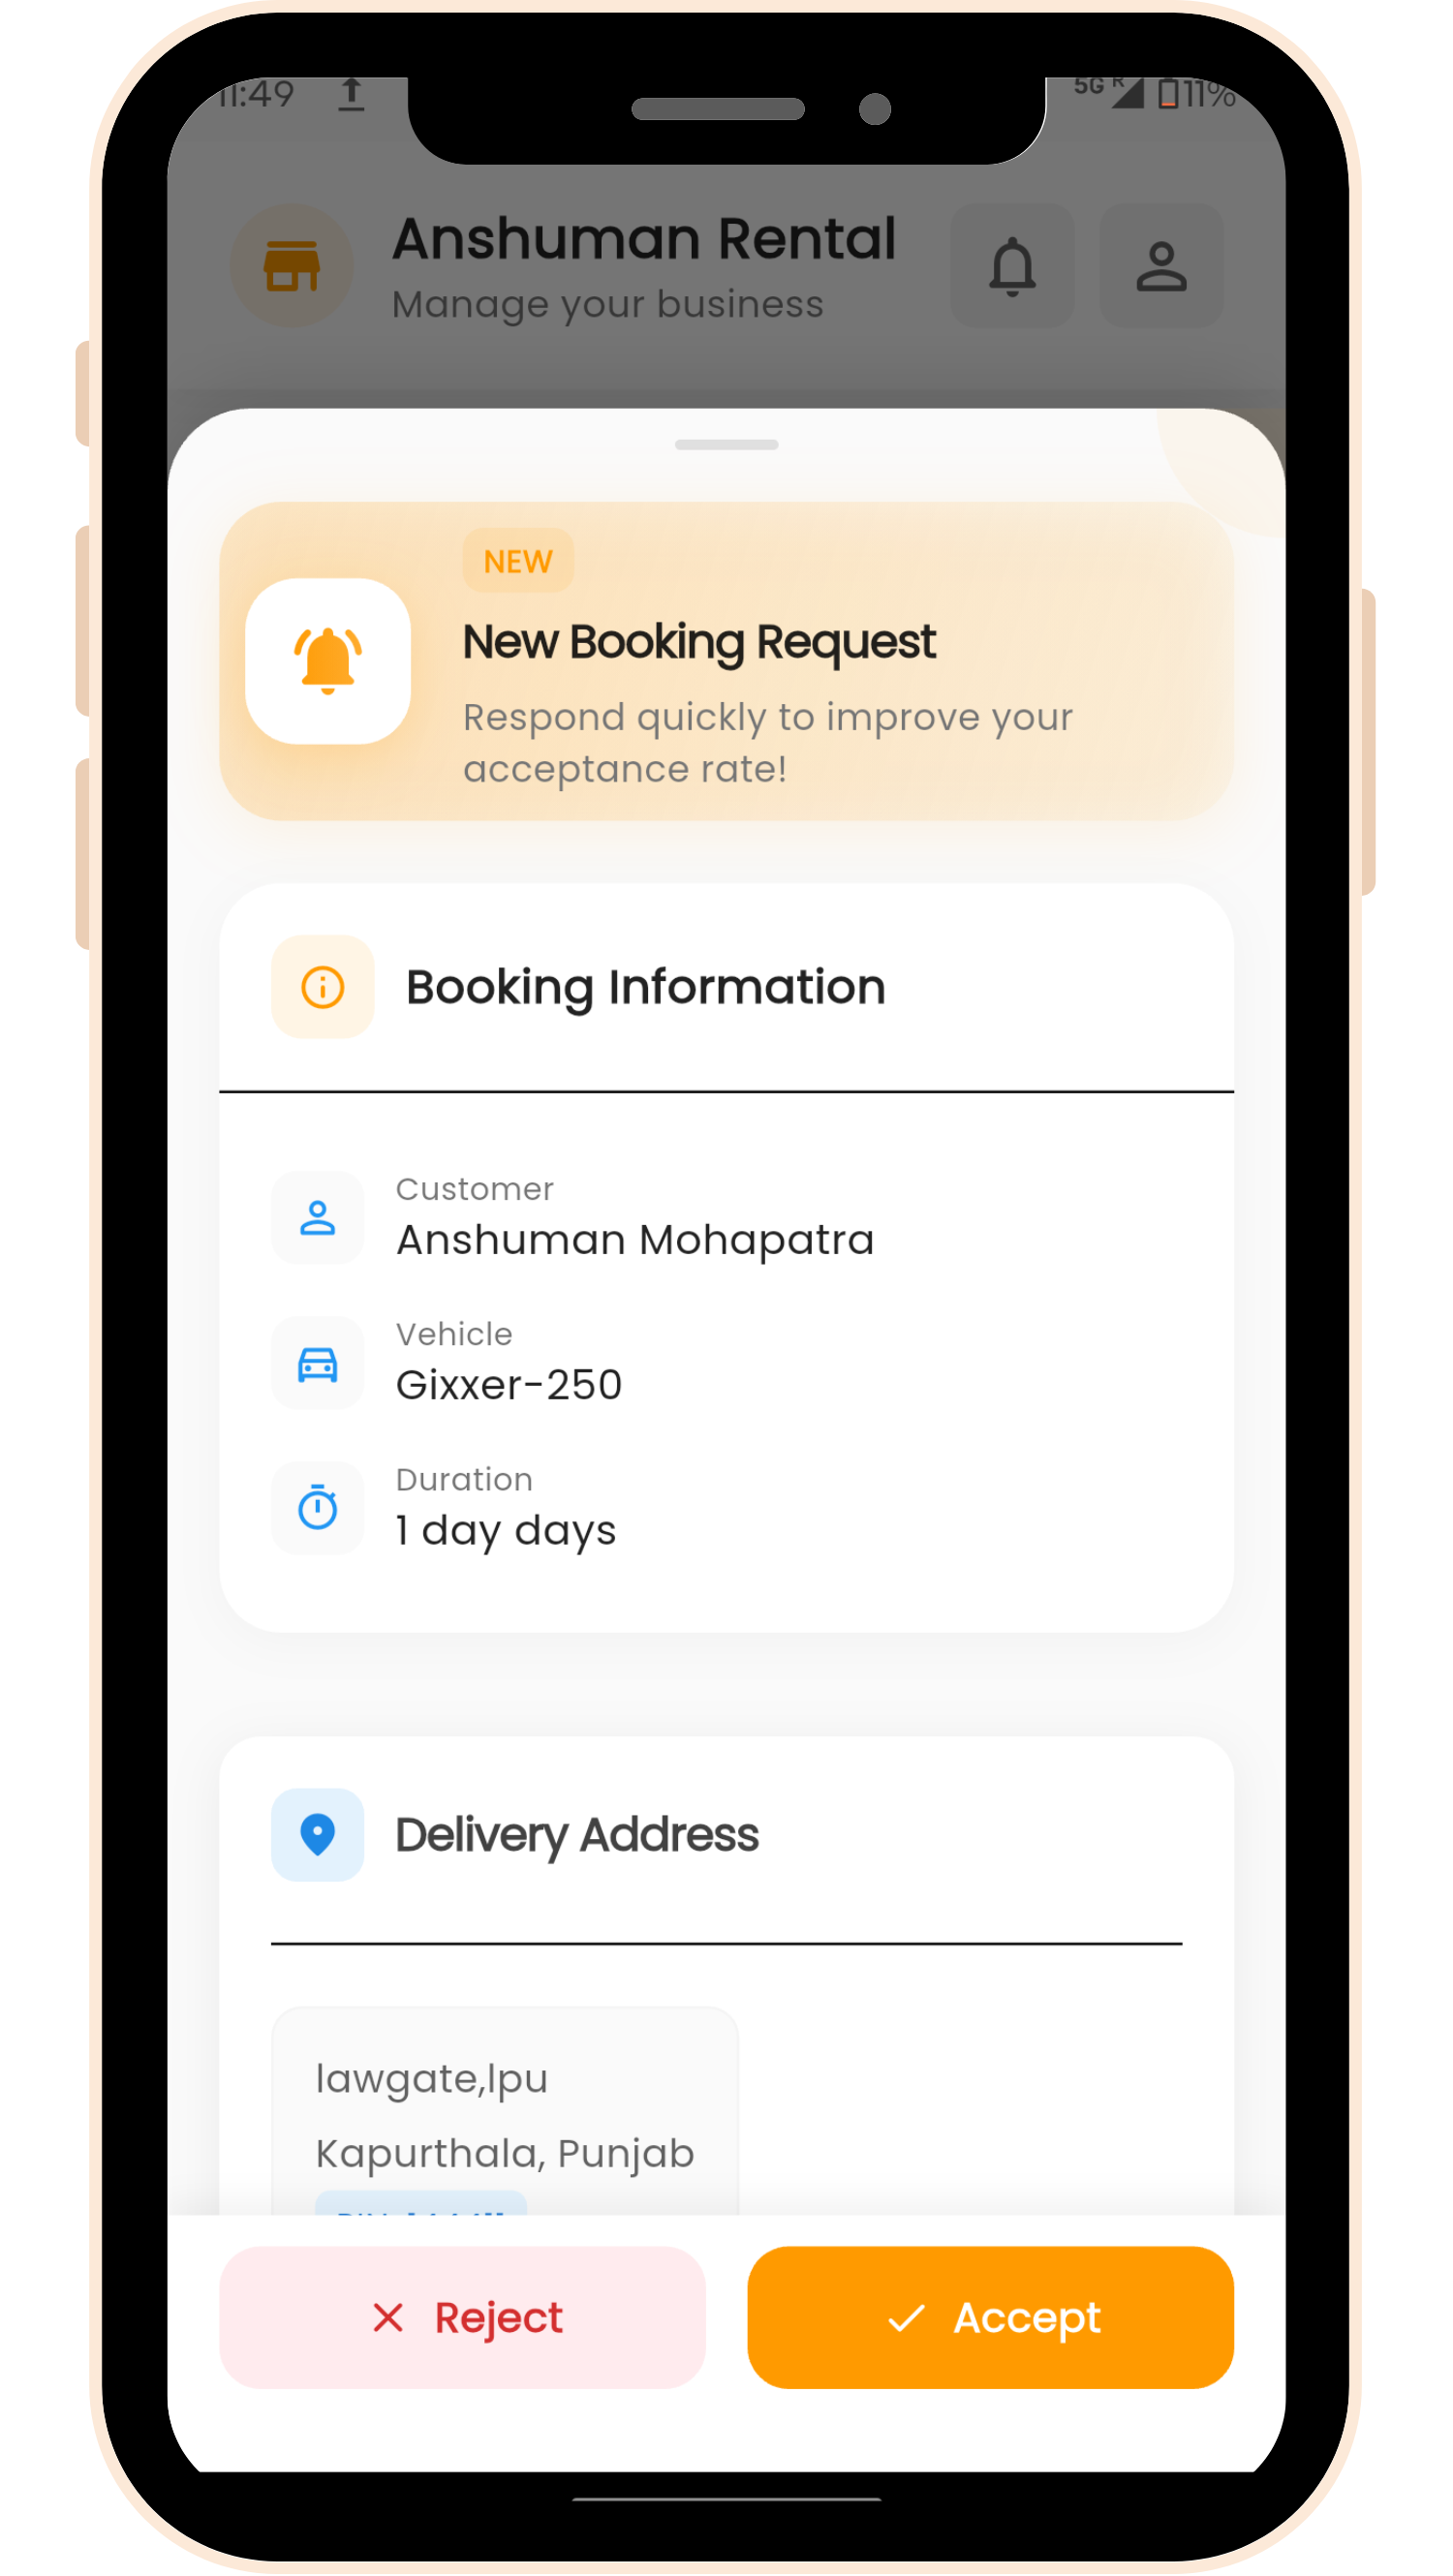 11:49 5G R 11%
Anshuman Rental
Manage your business
NEW
New Booking Request
Respond quickly to improve your
acceptance rate!
Booking Information
Customer
Anshuman Mohapatra
Vehicle
Gixxer-250
Duration
1 day days
Delivery Address
lawgate,lpu
Kapurthala, Punjab
Reject
Accept